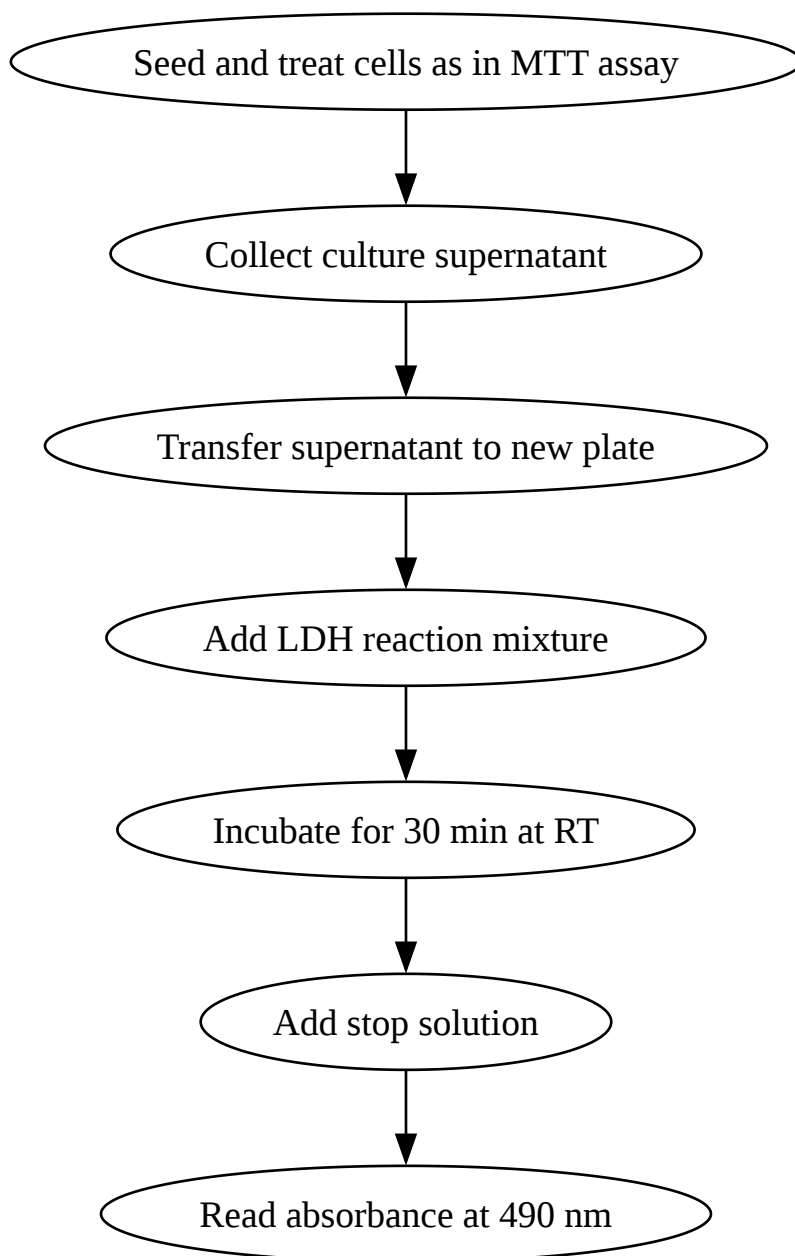 Seed and treat cells as in MTT assay
Collect culture supernatant
Transfer supernatant to new plate
Add LDH reaction mixture
Incubate for 30 min at RT
Add stop solution
Read absorbance at 490 nm